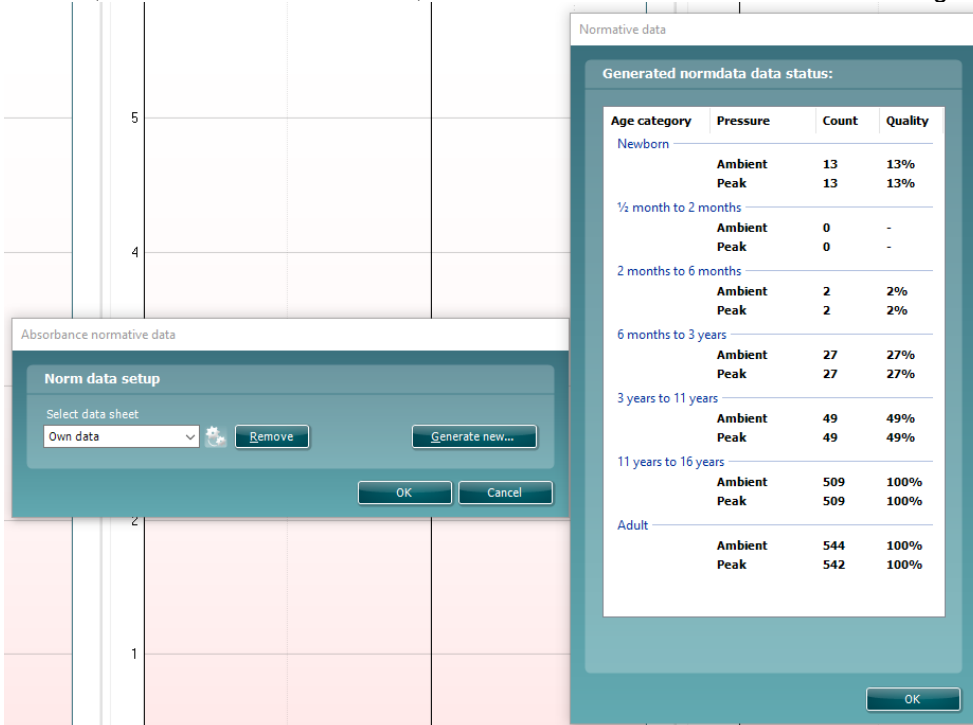 5
4
2
1
Absorbance normative data
Norm data setup
Select data sheet
Own data
Remove
Generate new...
OK
Cancel
Normative data
Generated normdata data status:
Age category Pressure Count Quality
Newborn
Ambient 13 13%
Peak 13 13%
½ month to 2 months
Ambient 0 -
Peak 0 -
2 months to 6 months
Ambient 2 2%
Peak 2 2%
6 months to 3 years
Ambient 27 27%
Peak 27 27%
3 years to 11 years
Ambient 49 49%
Peak 49 49%
11 years to 16 years
Ambient 509 100%
Peak 509 100%
Adult
Ambient 544 100%
Peak 542 100%
OK